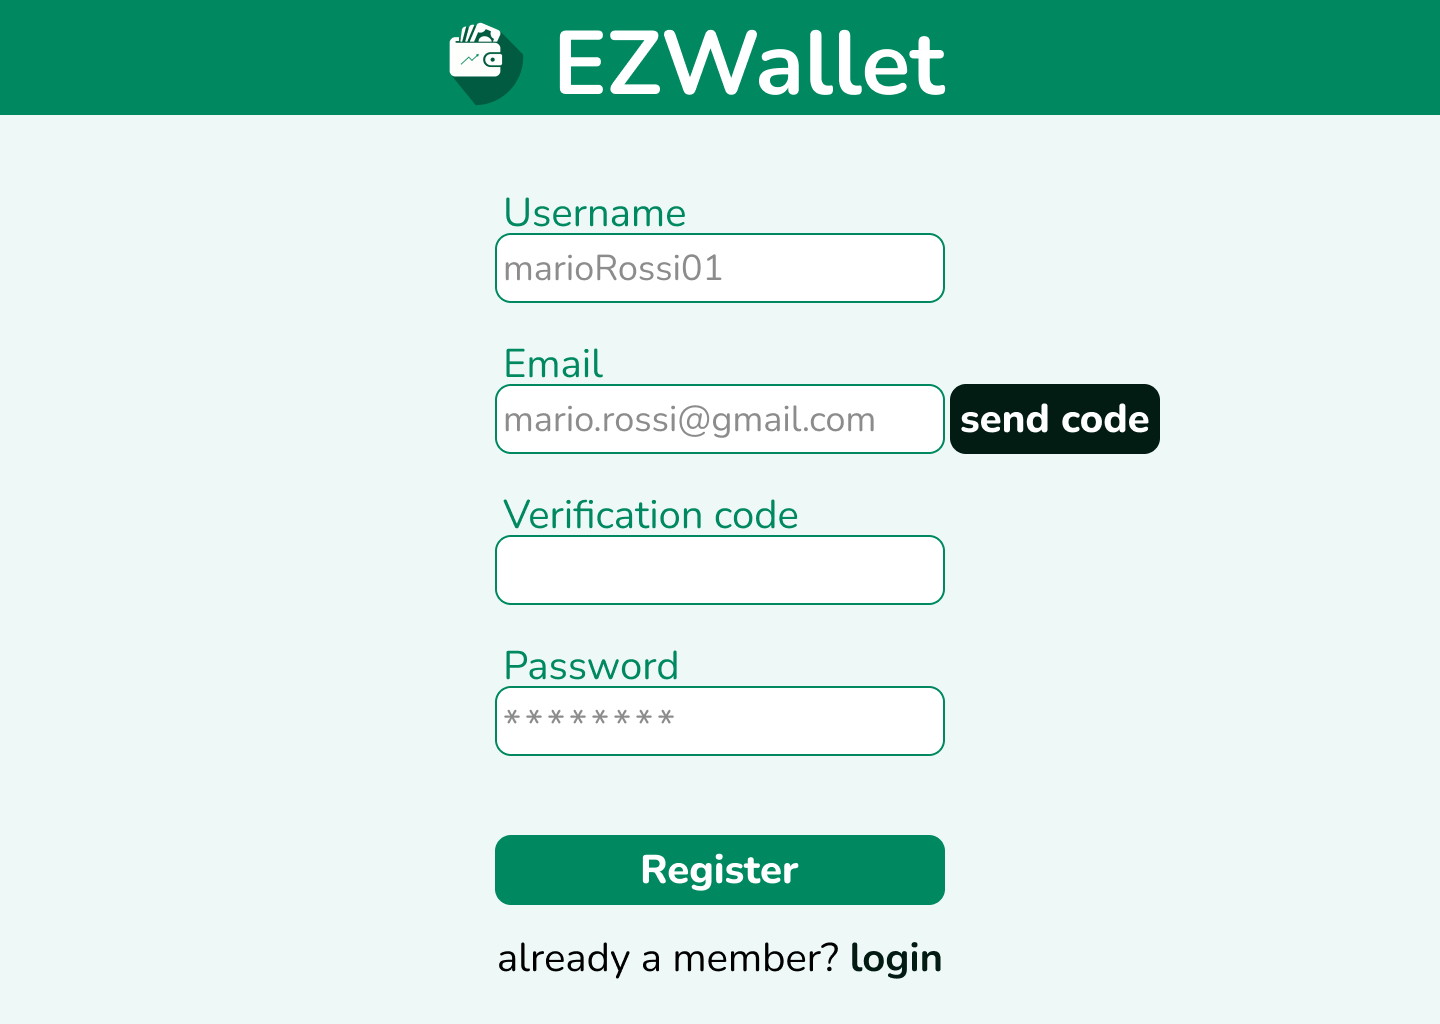 EZWallet
Username
marioRossi01
Email
mario.rossi@gmail.com send code
Verification code
Password
********
Register
already a member? login